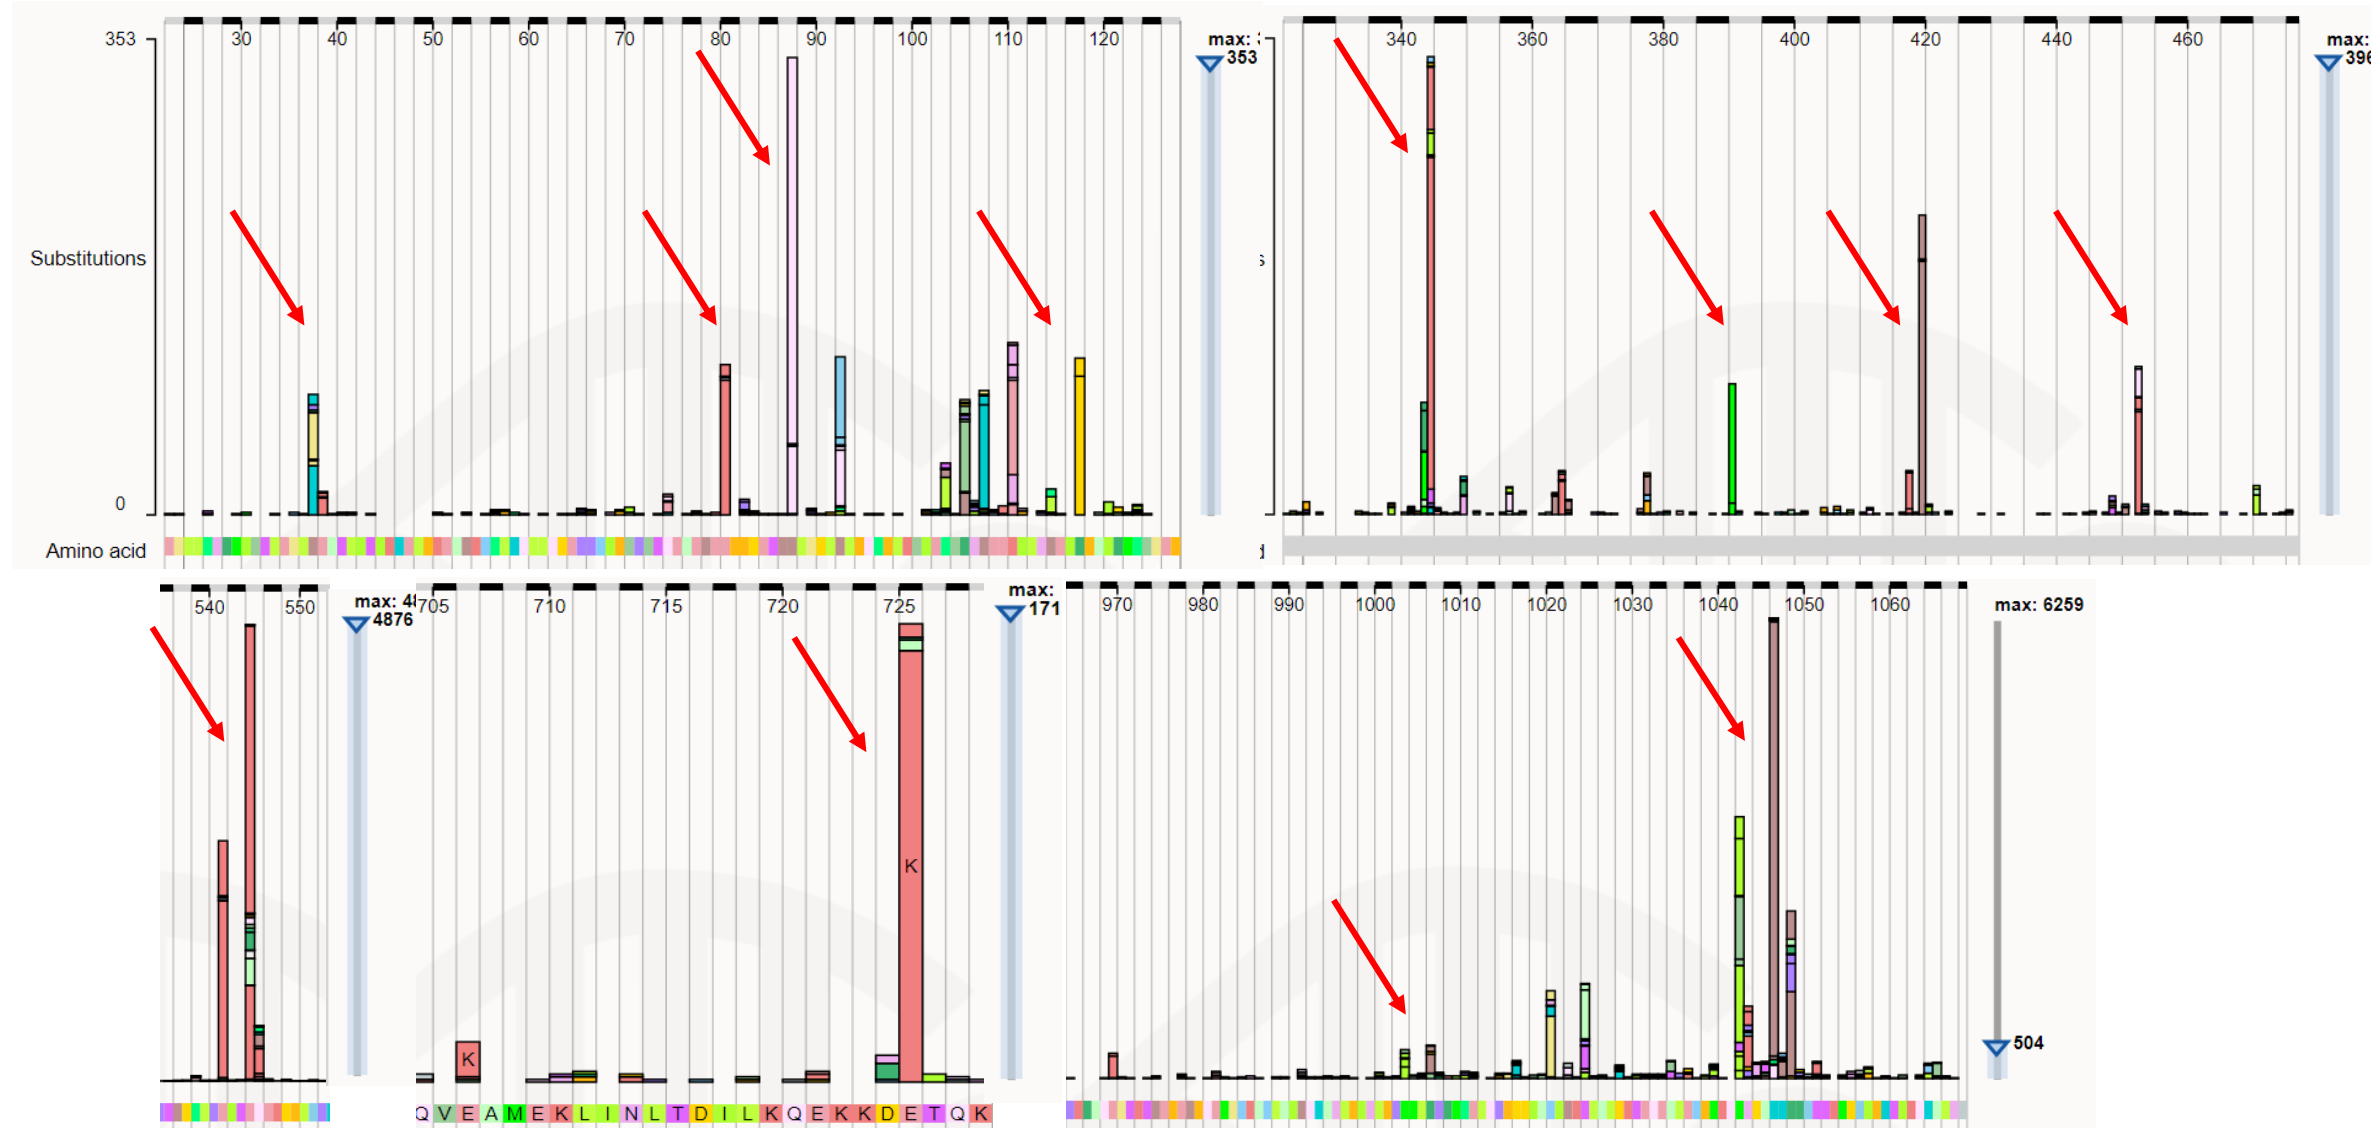 353
30 40 50 60 70 80 90 100 110 120
max:
353
Substitutions
0
Amino acid
340 360 380 400 420 440 460
max:
396
540 550
max: 48
4876
705 710 715 720 725
max:
171
K
K
Q V E A M E K L I N L T D I L K Q E K K D E T Q K
970 980 990 1000 1010 1020 1030 1040 1050 1060
max: 6259
504